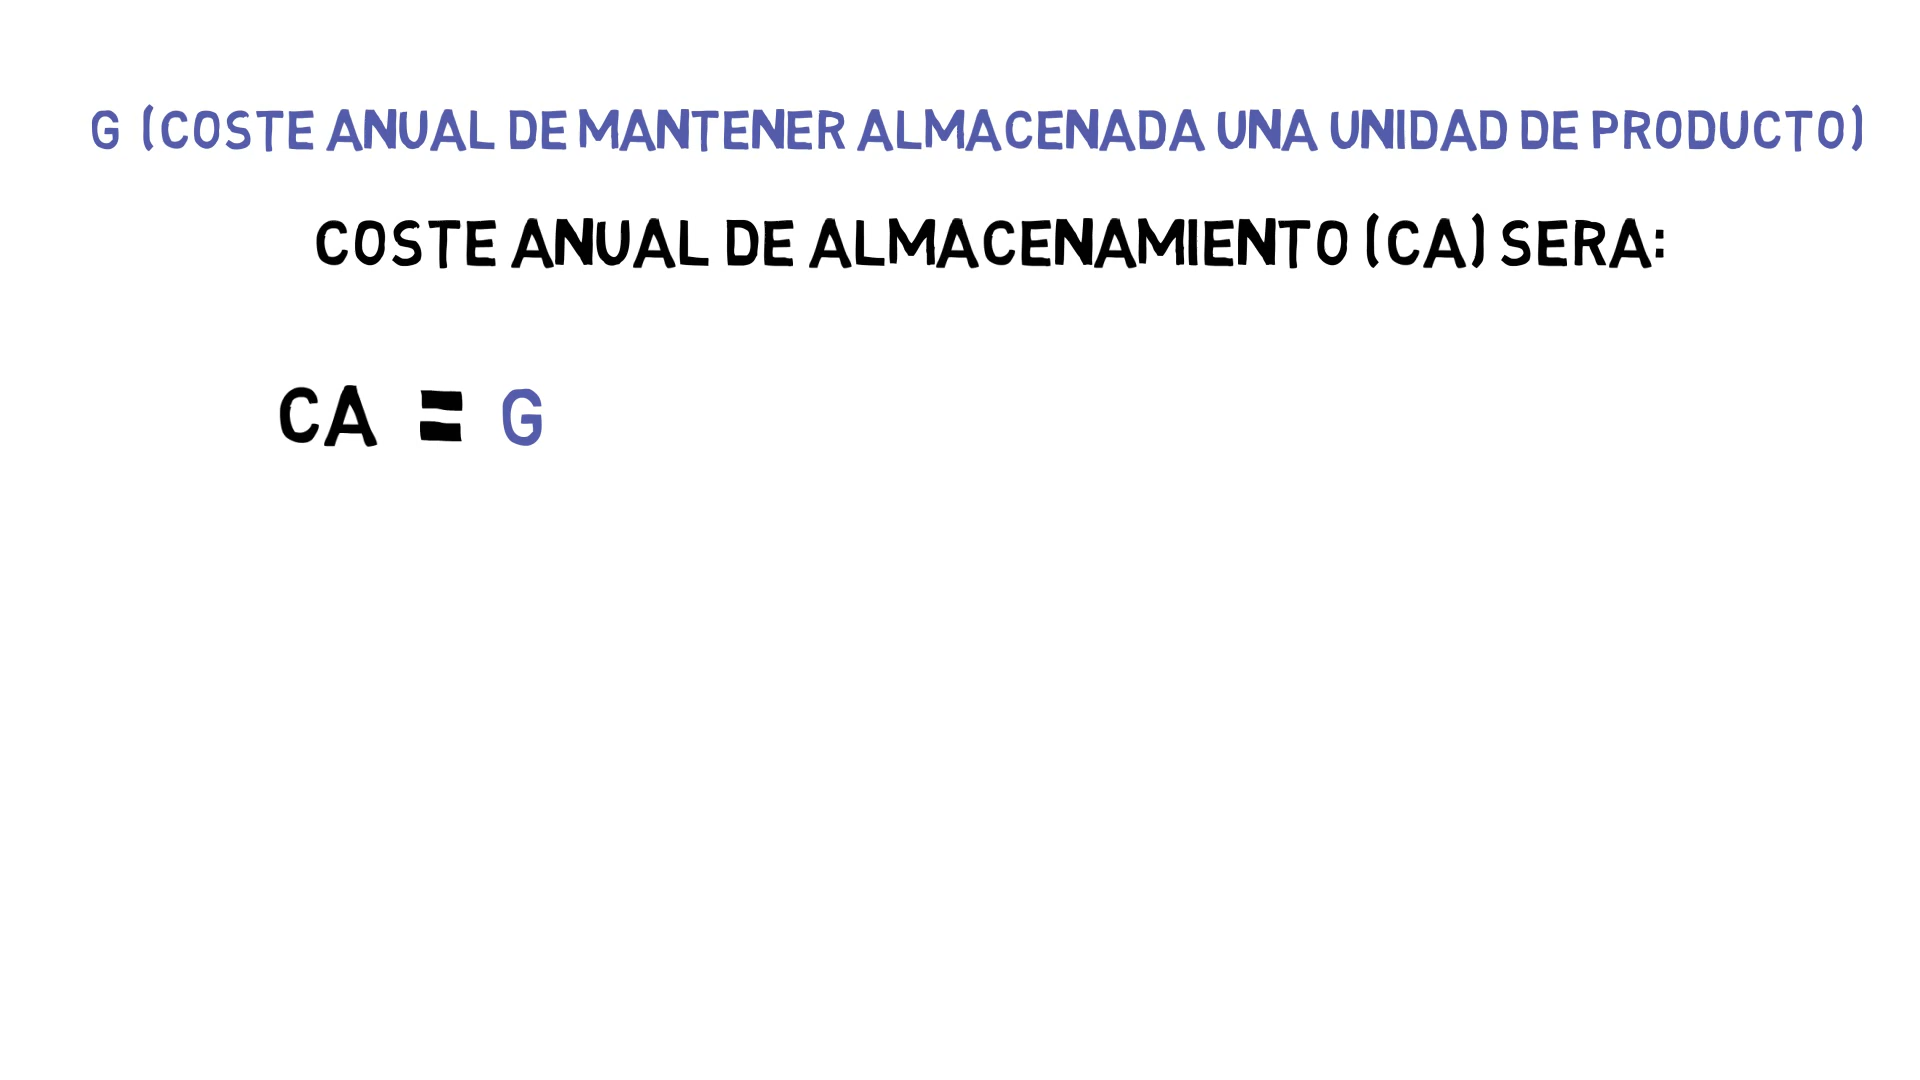 G (COSTE ANUAL DE MANTENER ALMACENADA UNA UNIDAD DE PRODUCTO)
COSTE ANUAL DE ALMACENAMIENTO (CA) SERA:
CA = G